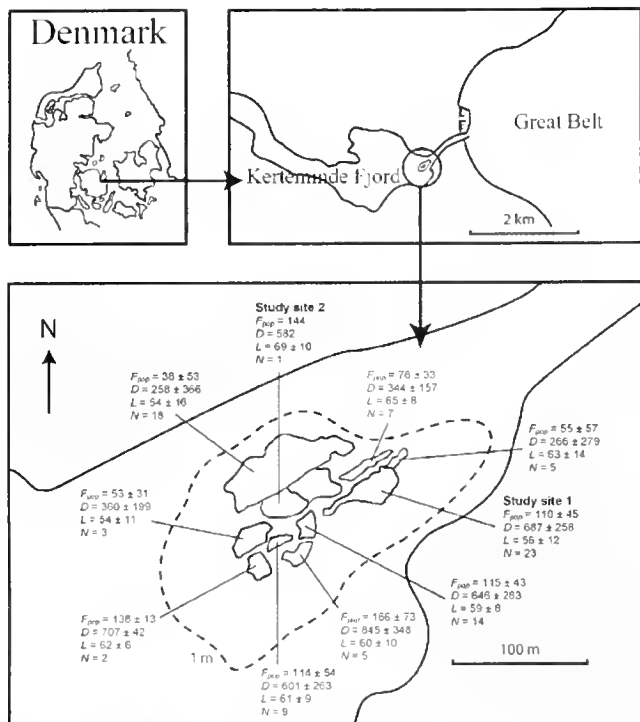 Denmark
Great Belt
Kerteminde Fjord
2 km
N
Study site 2
F_pop = 144
D = 582
L = 69 ± 10
N = 1
F_pop = 38 ± 53
D = 258 ± 366
L = 54 ± 16
N = 18
F_pop = 76 ± 33
D = 344 ± 157
L = 65 ± 8
N = 7
F_pop = 55 ± 57
D = 266 ± 279
L = 63 ± 14
N = 5
F_pop = 53 ± 31
D = 360 ± 199
L = 54 ± 11
N = 3
Study site 1
F_pop = 110 ± 45
D = 687 ± 258
L = 56 ± 12
N = 23
F_pop = 138 ± 13
D = 707 ± 42
L = 62 ± 6
N = 2
F_pop = 166 ± 73
D = 845 ± 348
L = 60 ± 10
N = 5
F_pop = 115 ± 43
D = 646 ± 263
L = 59 ± 8
N = 14
1 m
F_pop = 114 ± 54
D = 601 ± 263
L = 61 ± 9
N = 9
100 m